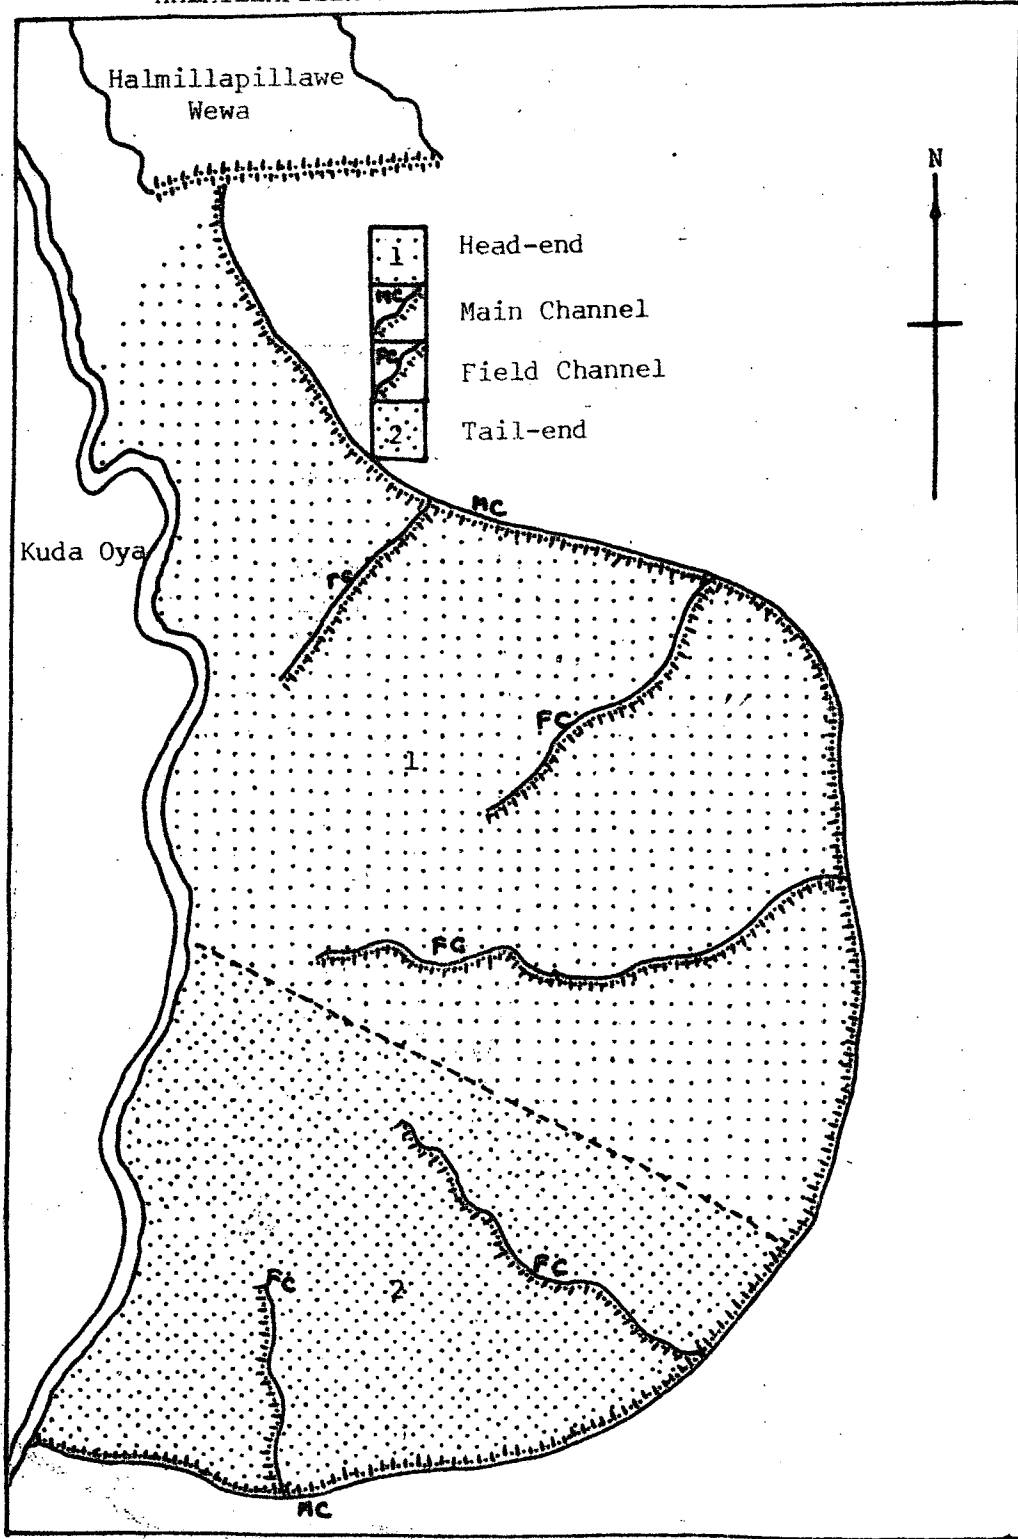 Halmillapillawe
Wewa
N
1 Head-end
MC Main Channel
FC Field Channel
2 Tail-end
MC
Kuda Oya
FC
FC
1
FC
FC
FC
2
MC